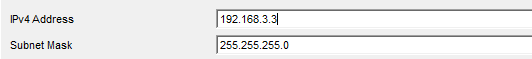 IPv4 Address 192.168.3.3
Subnet Mask 255.255.255.0